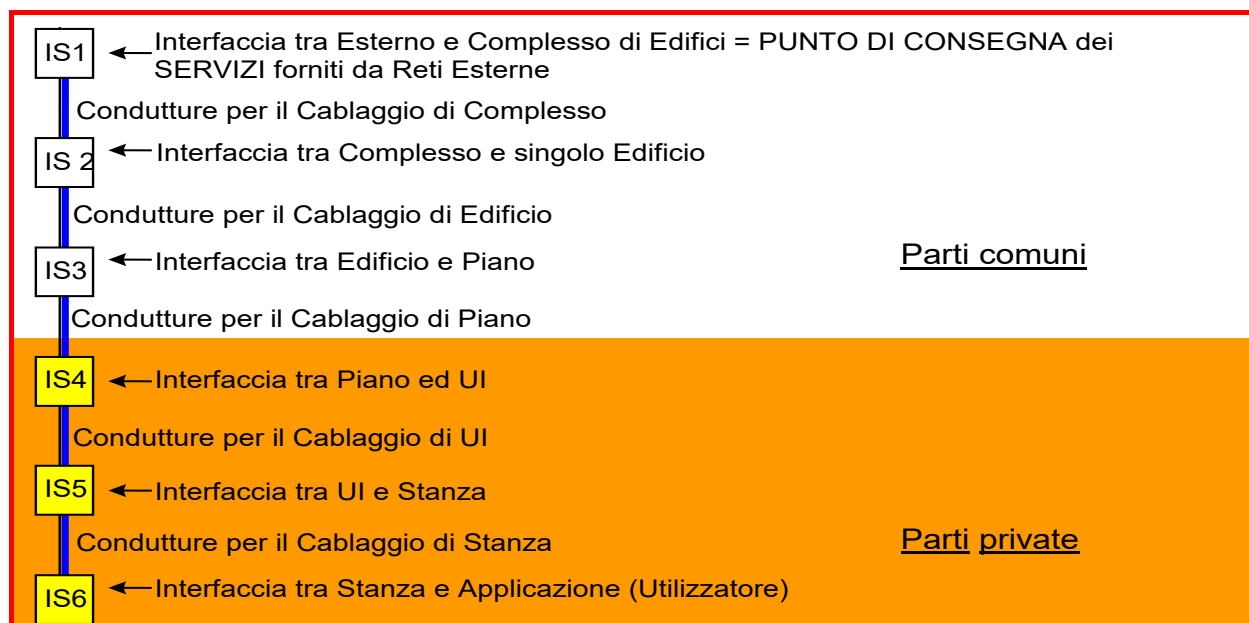 IS1
Interfaccia tra Esterno e Complesso di Edifici = PUNTO DI CONSEGNA dei
SERVIZI forniti da Reti Esterne
Condutture per il Cablaggio di Complesso
IS 2
Interfaccia tra Complesso e singolo Edificio
Condutture per il Cablaggio di Edificio
IS3
Interfaccia tra Edificio e Piano
Parti comuni
Condutture per il Cablaggio di Piano
IS4
Interfaccia tra Piano ed UI
Condutture per il Cablaggio di UI
IS5
Interfaccia tra UI e Stanza
Condutture per il Cablaggio di Stanza
Parti private
IS6
Interfaccia tra Stanza e Applicazione (Utilizzatore)